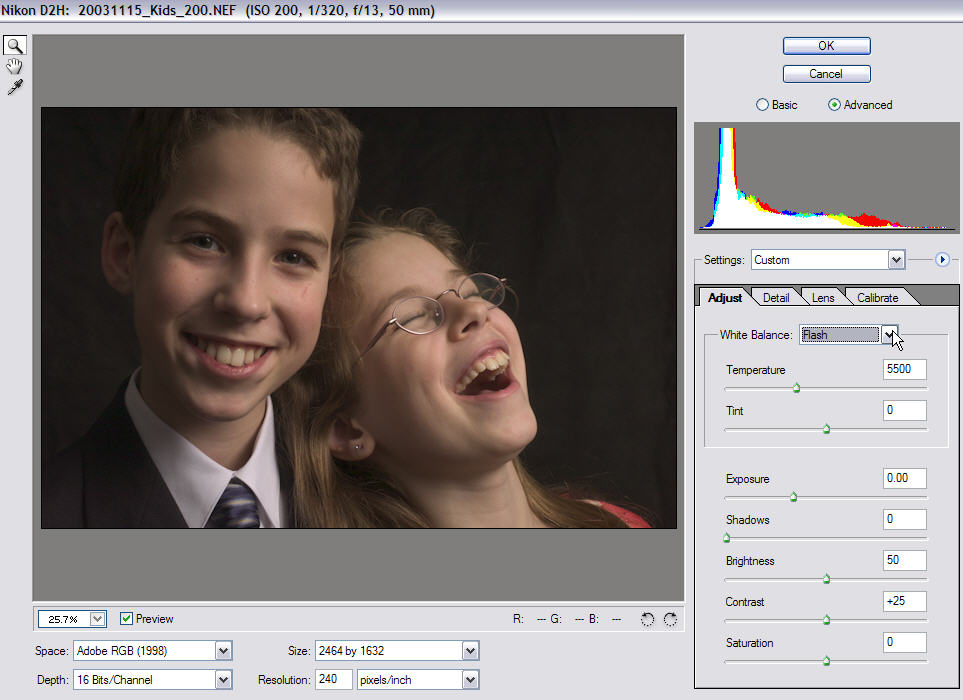 Nikon D2H: 20031115_Kids_200.NEF (ISO 200, 1/320, f/13, 50 mm)
OK
Cancel
Basic Advanced
Settings: Custom
Adjust Detail Lens Calibrate
White Balance: Flash
Temperature 5500
Tint 0
Exposure 0.00
Shadows 0
Brightness 50
Contrast +25
Saturation 0
25.7% Preview R: --- G: --- B: ---
Space: Adobe RGB (1998) Size: 2464 by 1632
Depth: 16 Bits/Channel Resolution: 240 pixels/inch